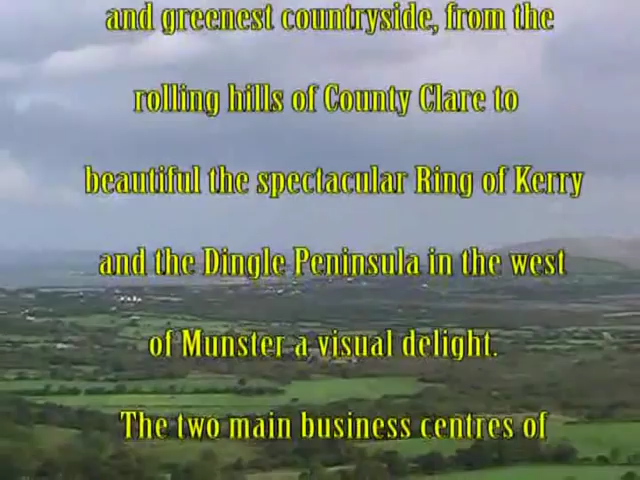 and greenest countryside, from the
rolling hills of County Clare to
beautiful the spectacular Ring of Kerry
and the Dingle Peninsula in the west
of Munster a visual delight.
The two main business centres of